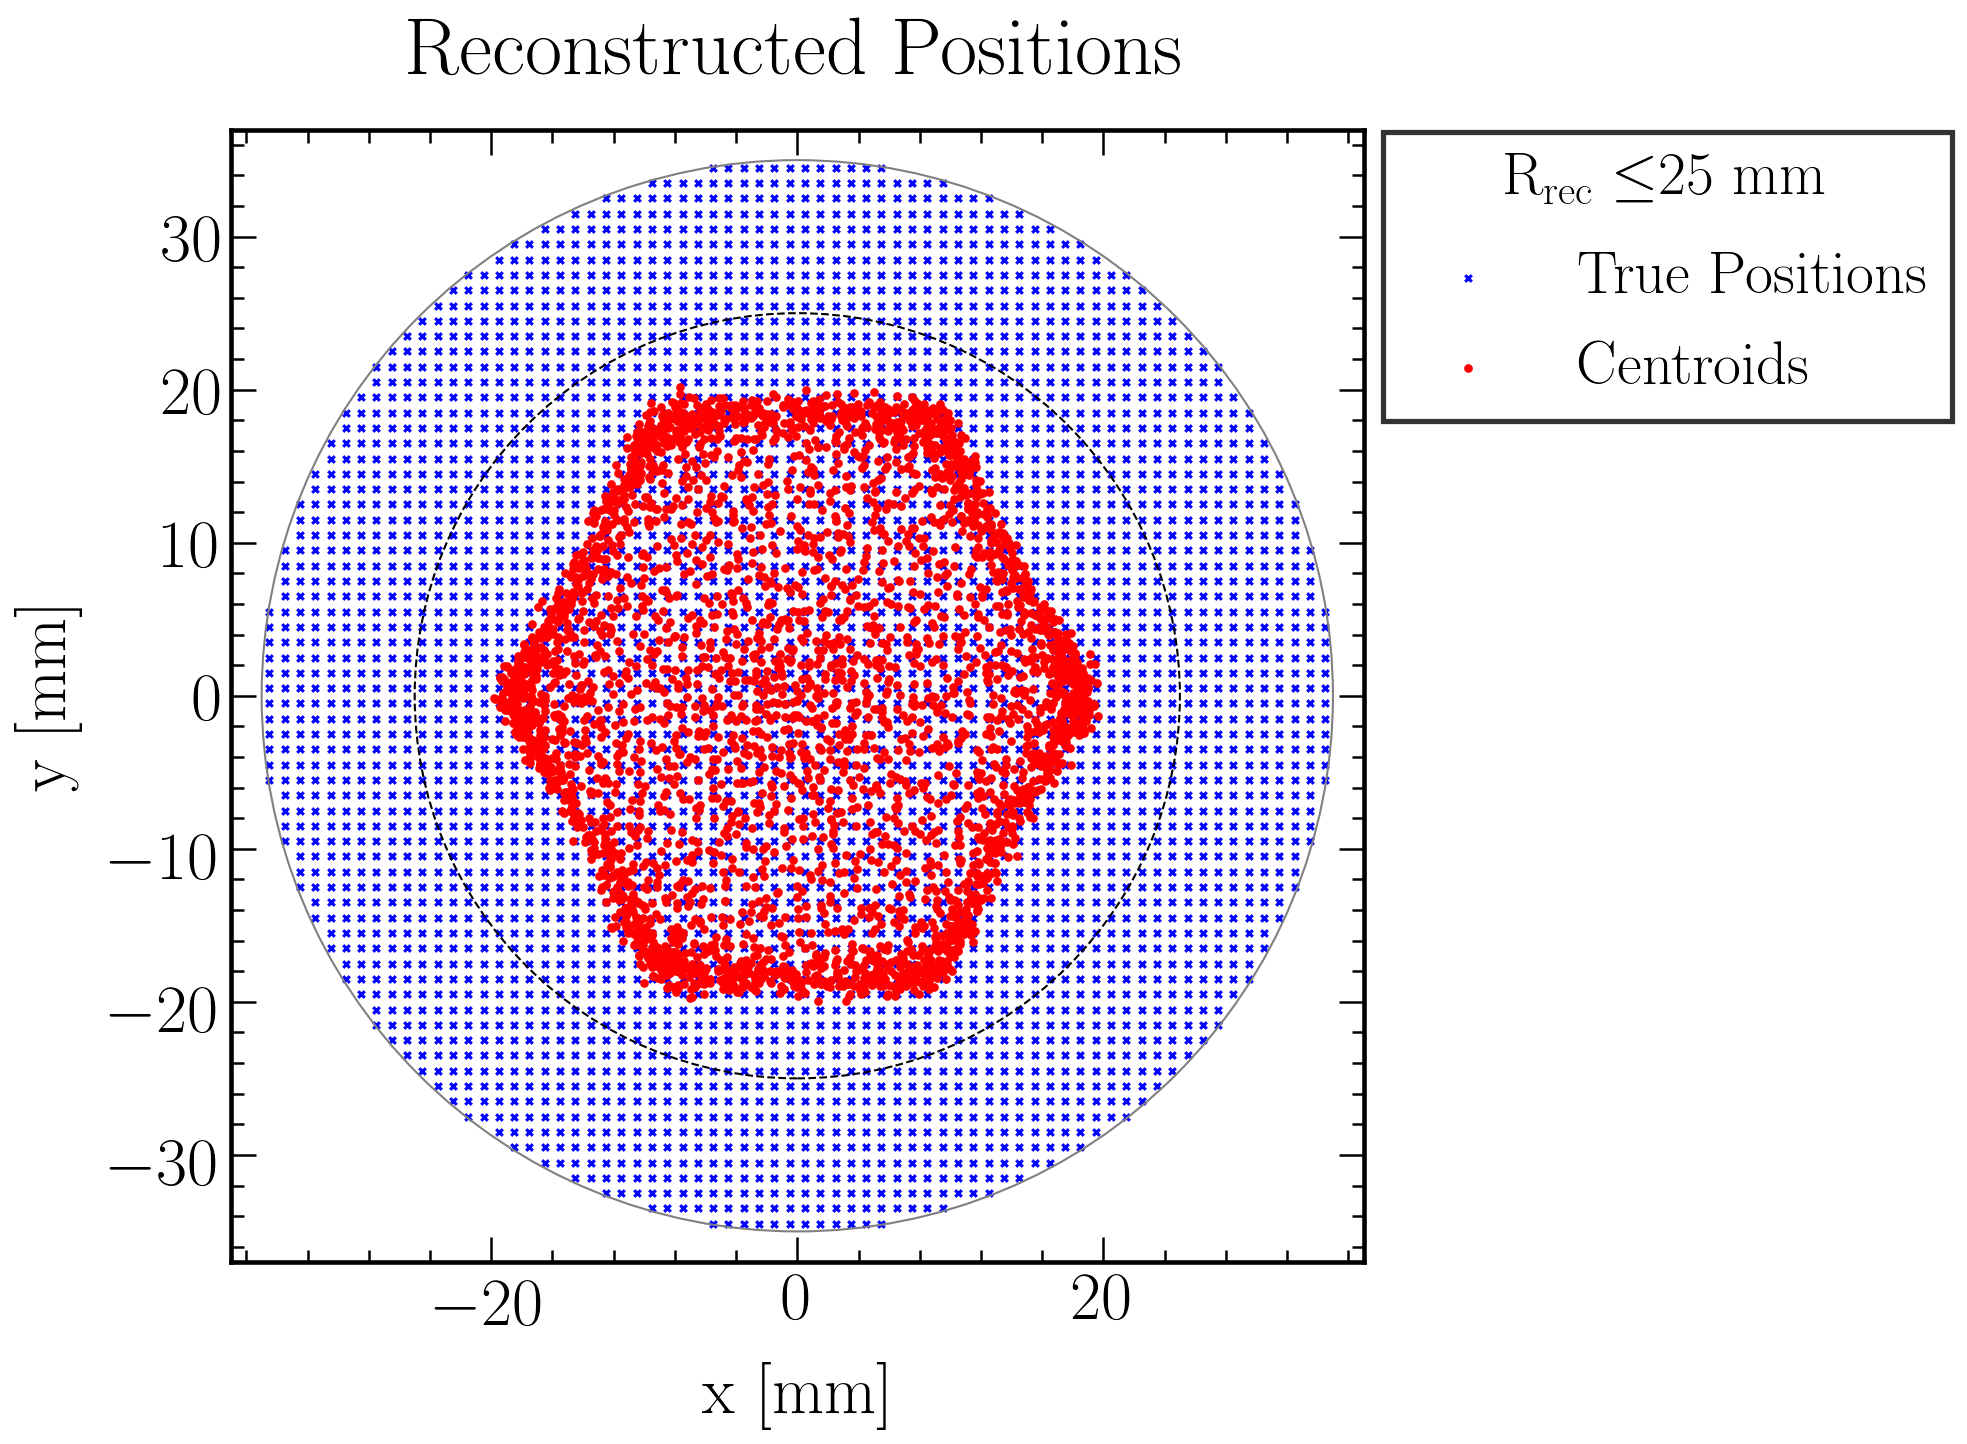 Reconstructed Positions
R_rec ≤25 mm
True Positions
Centroids
y [mm]
30
20
10
0
−10
−20
−30
−20 0 20
x [mm]